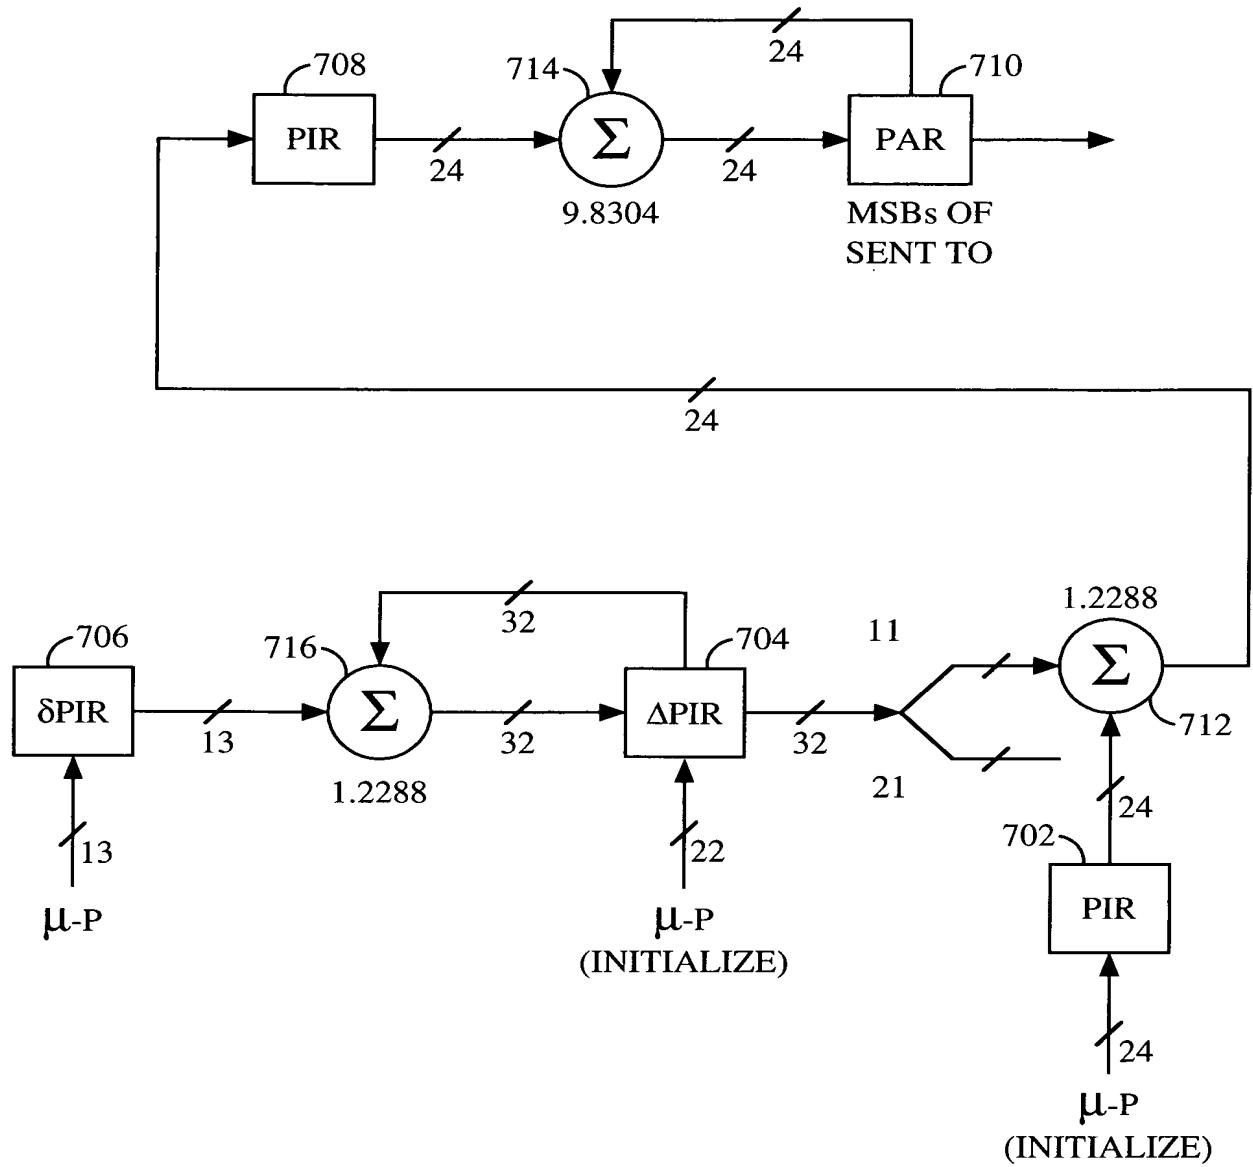 24
708
714
710
PIR
Σ
PAR
24
24
9.8304
MSBs OF
SENT TO
24
1.2288
32
11
706
716
704
δPIR
Σ
ΔPIR
Σ
712
13
32
32
1.2288
21
24
13
22
702
μ-P
μ-P
PIR
(INITIALIZE)
24
μ-P
(INITIALIZE)